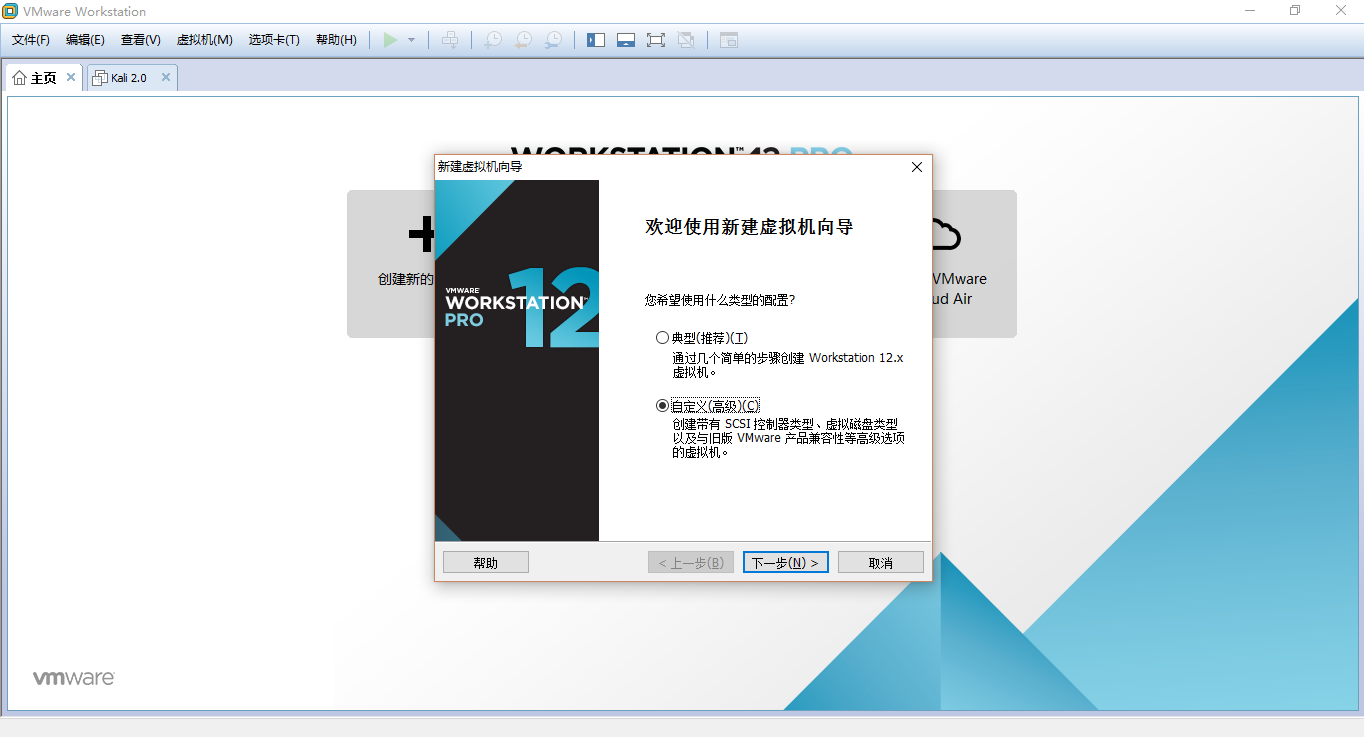 VMware Workstation
文件(F) 编辑(E) 查看(V) 虚拟机(M) 选项卡(T) 帮助(H)
主页 Kali 2.0
WORKSTATION™ 12 PRO
创建新的
VMware
ud Air
新建虚拟机向导
VMWARE
WORKSTATION™
PRO
12
欢迎使用新建虚拟机向导
您希望使用什么类型的配置?
典型(推荐)(T)
通过几个简单的步骤创建 Workstation 12.x
虚拟机。
自定义(高级)(C)
创建带有 SCSI 控制器类型、虚拟磁盘类型
以及与旧版 VMware 产品兼容性等高级选项
的虚拟机。
帮助 < 上一步(B) 下一步(N) > 取消
vmware